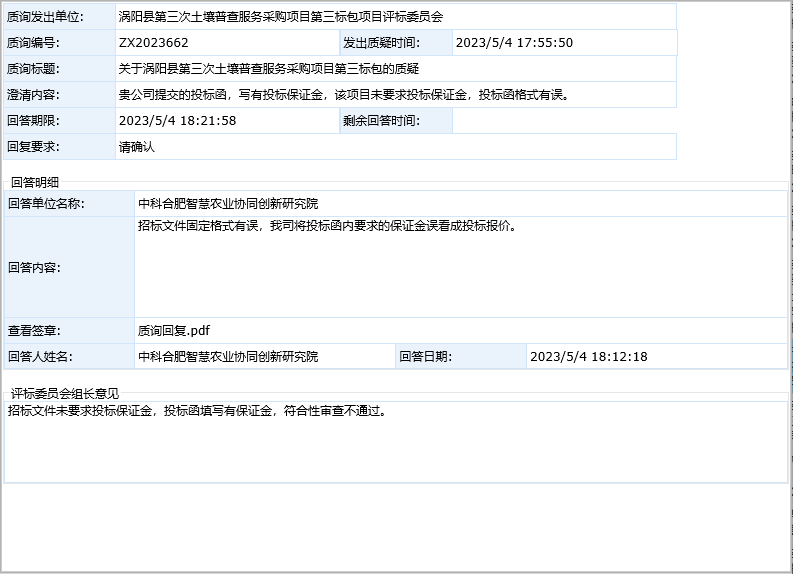 质询发出单位: 涡阳县第三次土壤普查服务采购项目第三标包项目评标委员会
质询编号: ZX2023662 发出质疑时间: 2023/5/4 17:55:50
质询标题: 关于涡阳县第三次土壤普查服务采购项目第三标包的质疑
澄清内容: 贵公司提交的投标函，写有投标保证金，该项目未要求投标保证金，投标函格式有误。
回答期限: 2023/5/4 18:21:58 剩余回答时间:
回复要求: 请确认
回答明细
回答单位名称: 中科合肥智慧农业协同创新研究院
回答内容: 招标文件固定格式有误，我司将投标函内要求的保证金误看成投标报价。
查看签章: 质询回复.pdf
回答人姓名: 中科合肥智慧农业协同创新研究院 回答日期: 2023/5/4 18:12:18
评标委员会组长意见
招标文件未要求投标保证金，投标函填写有保证金，符合性审查不通过。